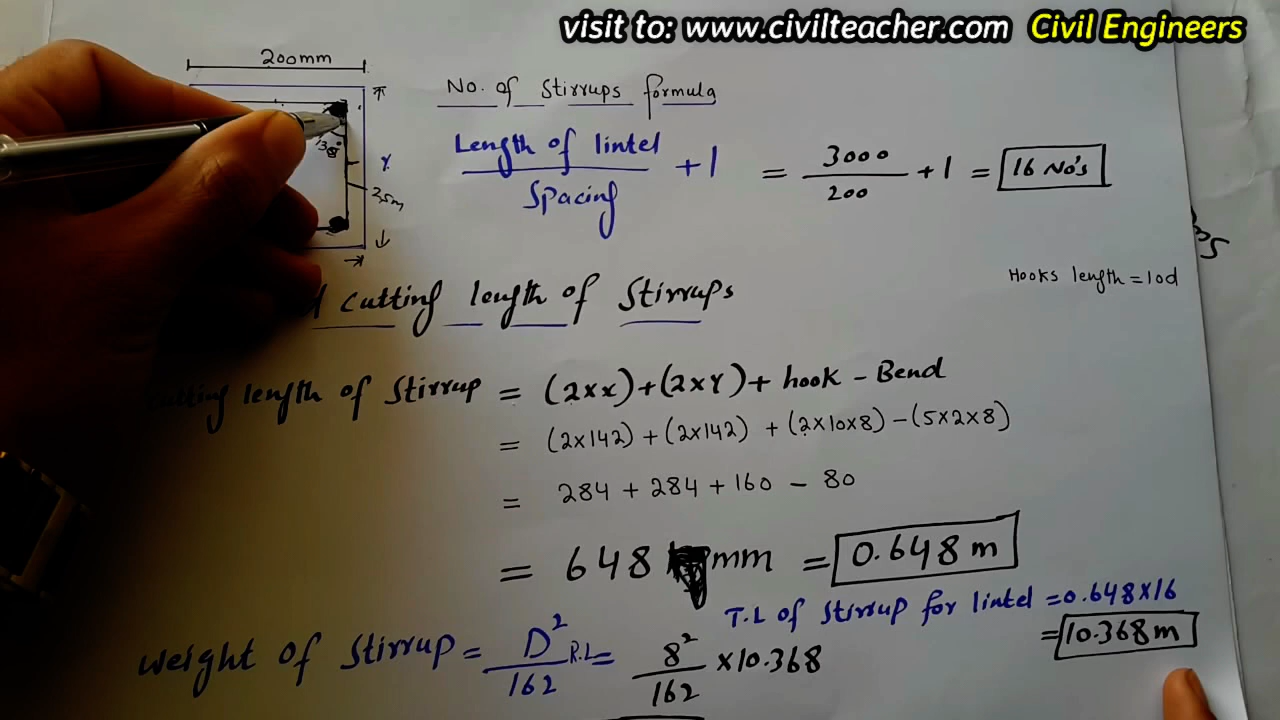 visit to: www.civilteacher.com Civil Engineers
200mm
No. of Stirrups formula
Length of lintel / Spacing + 1 = 3000 / 200 + 1 = 16 No's
Y
Hooks length = 10d
Cutting length of Stirrups
Cutting length of Stirrup = (2×x)+(2×Y)+ hook - Bend
= (2×142) + (2×142) + (2×10×8) - (5×2×8)
= 284 + 284 + 160 - 80
= 648 mm = 0.648 m
T.L of Stirrup for lintel = 0.648×16
= 10.368 m
Weight of Stirrup = D² / 162 R.L = 8² / 162 × 10.368